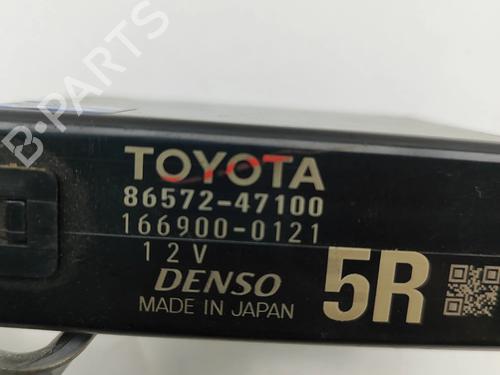 TOYOTA
86572-47100
166900-0121
12V
DENSO
MADE IN JAPAN
5R
B-PARTS